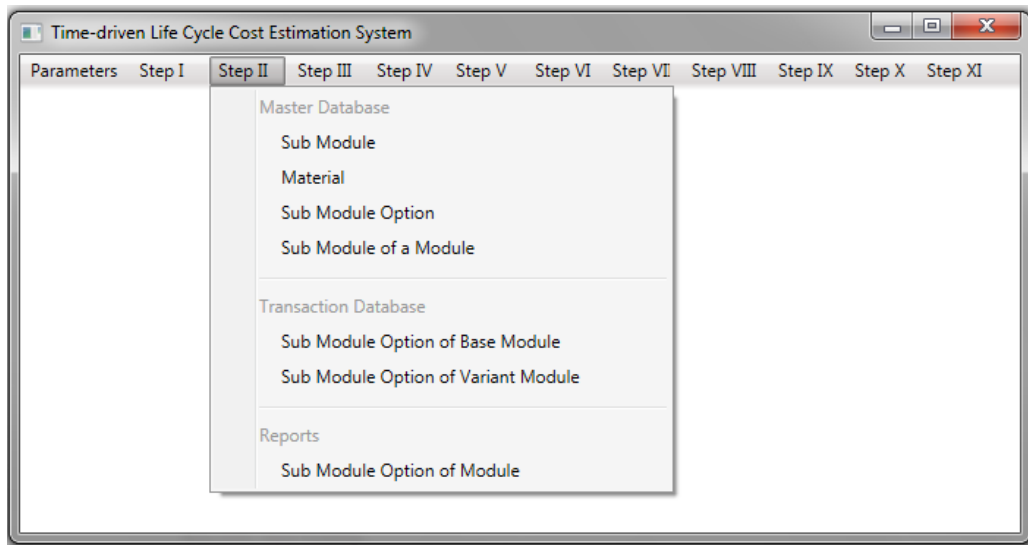 Time-driven Life Cycle Cost Estimation System
Parameters Step I Step II Step III Step IV Step V Step VI Step VII Step VIII Step IX Step X Step XI
Master Database
Sub Module
Material
Sub Module Option
Sub Module of a Module
Transaction Database
Sub Module Option of Base Module
Sub Module Option of Variant Module
Reports
Sub Module Option of Module